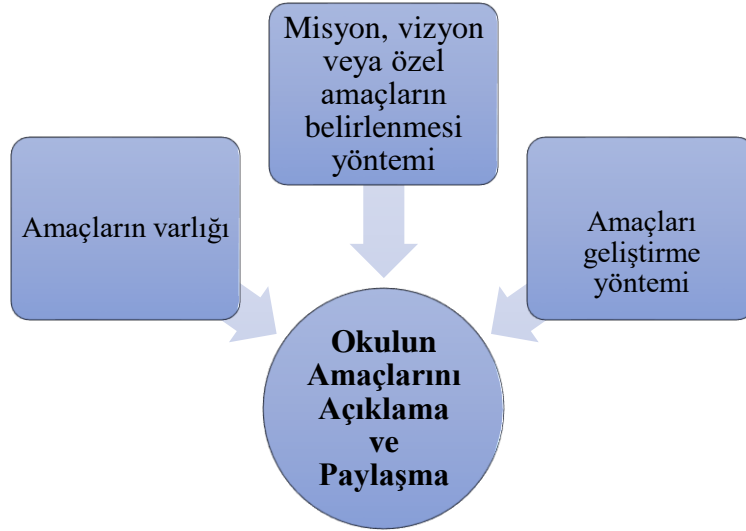 Misyon, vizyon
veya özel
amaçların
belirlenmesi
yöntemi
Amaçların varlığı
Amaçları
geliştirme
yöntemi
Okulun
Amaçlarını
Açıklama
ve
Paylaşma